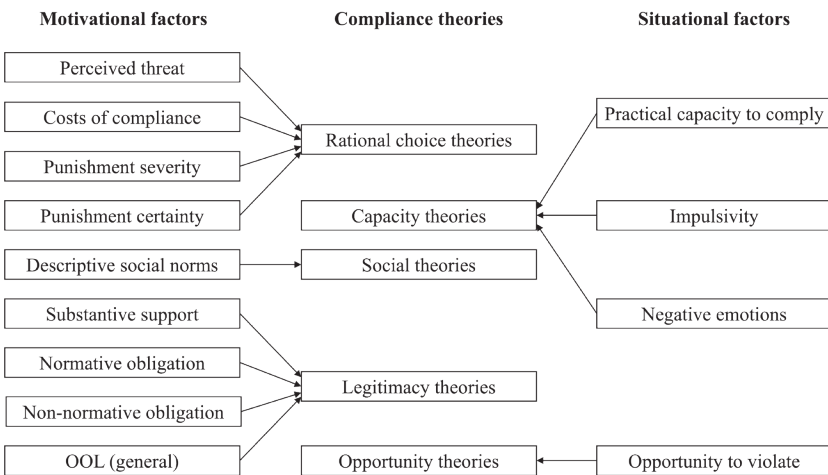 Motivational factors
Compliance theories
Situational factors
Perceived threat
Costs of compliance
Punishment severity
Punishment certainty
Descriptive social norms
Substantive support
Normative obligation
Non-normative obligation
OOL (general)
Rational choice theories
Capacity theories
Social theories
Legitimacy theories
Opportunity theories
Practical capacity to comply
Impulsivity
Negative emotions
Opportunity to violate